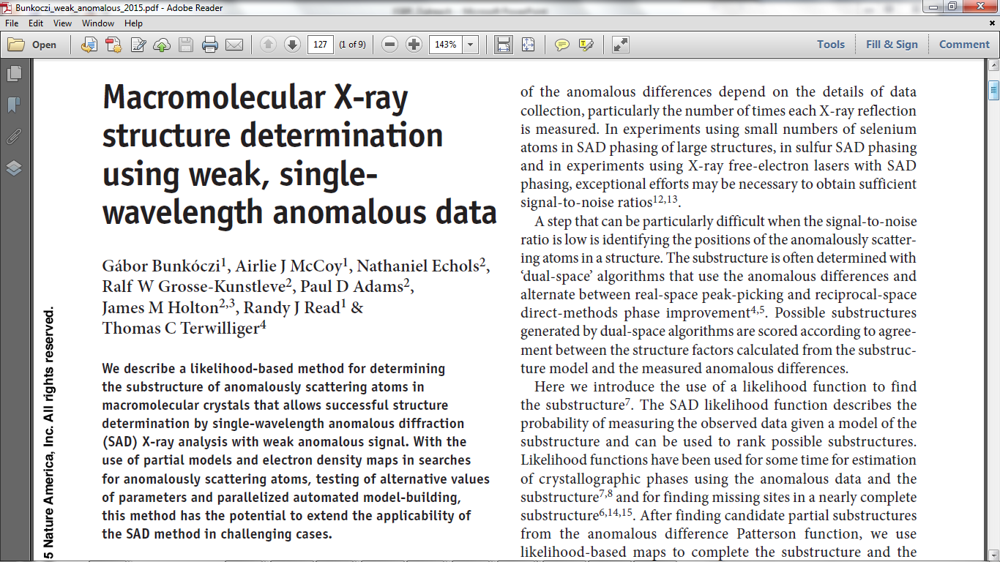 Bunkoczi_weak_anomalous_2015.pdf - Adobe Reader
File Edit View Window Help
Open 127 (1 of 9) 143% Tools Fill & Sign Comment
Macromolecular X-ray
structure determination
using weak, single-
wavelength anomalous data
Gábor Bunkóczi1, Airlie J McCoy1, Nathaniel Echols2,
Ralf W Grosse-Kunstleve2, Paul D Adams2,
James M Holton2,3, Randy J Read1 &
Thomas C Terwilliger4
We describe a likelihood-based method for determining
the substructure of anomalously scattering atoms in
macromolecular crystals that allows successful structure
determination by single-wavelength anomalous diffraction
(SAD) X-ray analysis with weak anomalous signal. With the
use of partial models and electron density maps in searches
for anomalously scattering atoms, testing of alternative values
of parameters and parallelized automated model-building,
this method has the potential to extend the applicability of
the SAD method in challenging cases.
of the anomalous differences depend on the details of data
collection, particularly the number of times each X-ray reflection
is measured. In experiments using small numbers of selenium
atoms in SAD phasing of large structures, in sulfur SAD phasing
and in experiments using X-ray free-electron lasers with SAD
phasing, exceptional efforts may be necessary to obtain sufficient
signal-to-noise ratios12,13.
A step that can be particularly difficult when the signal-to-noise
ratio is low is identifying the positions of the anomalously scatter-
ing atoms in a structure. The substructure is often determined with
‘dual-space’ algorithms that use the anomalous differences and
alternate between real-space peak-picking and reciprocal-space
direct-methods phase improvement4,5. Possible substructures
generated by dual-space algorithms are scored according to agree-
ment between the structure factors calculated from the substruc-
ture model and the measured anomalous differences.
Here we introduce the use of a likelihood function to find
the substructure7. The SAD likelihood function describes the
probability of measuring the observed data given a model of the
substructure and can be used to rank possible substructures.
Likelihood functions have been used for some time for estimation
of crystallographic phases using the anomalous data and the
substructure7,8 and for finding missing sites in a nearly complete
substructure6,14,15. After finding candidate partial substructures
from the anomalous difference Patterson function, we use
likelihood-based maps to complete the substructure and the
5 Nature America, Inc. All rights reserved.